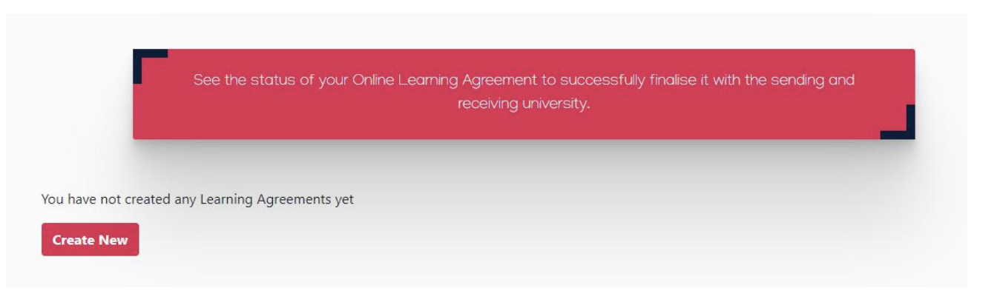 See the status of your Online Learning Agreement to successfully finalise it with the sending and
receiving university.
You have not created any Learning Agreements yet
Create New